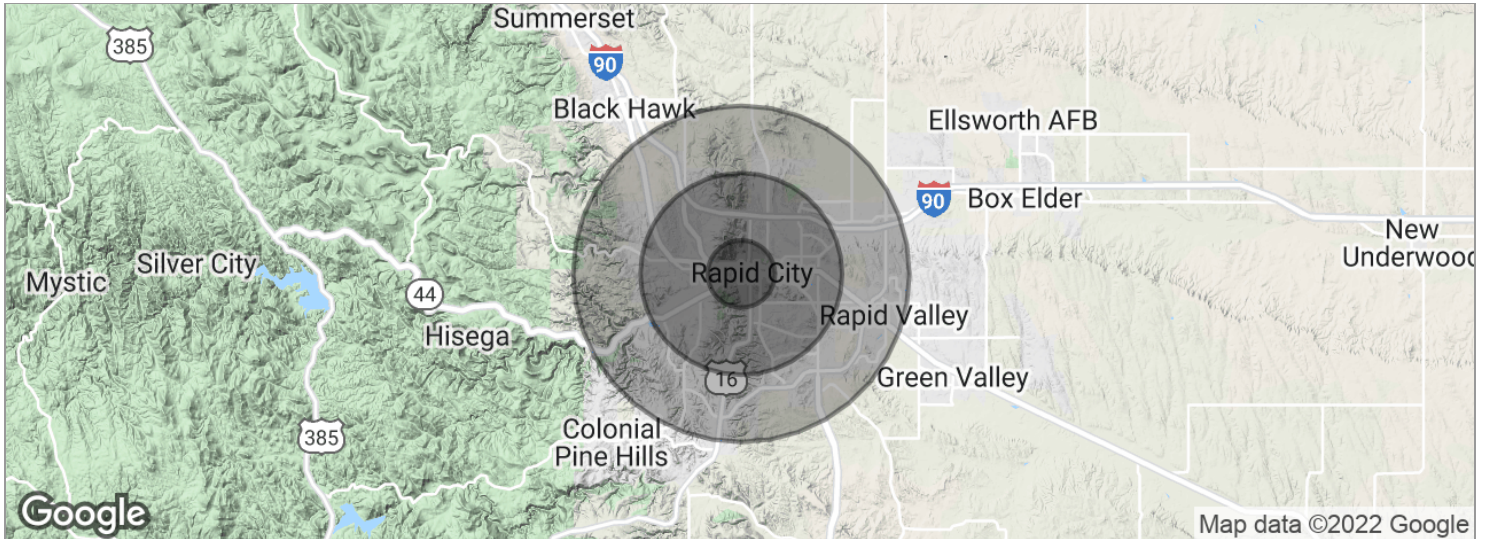 Summerset
385
90
Black Hawk
Ellsworth AFB
90
Box Elder
New
Underwood
Silver City
Mystic
Rapid City
44
Rapid Valley
Hisega
16
Green Valley
385
Colonial
Pine Hills
Google
Map data ©2022 Google